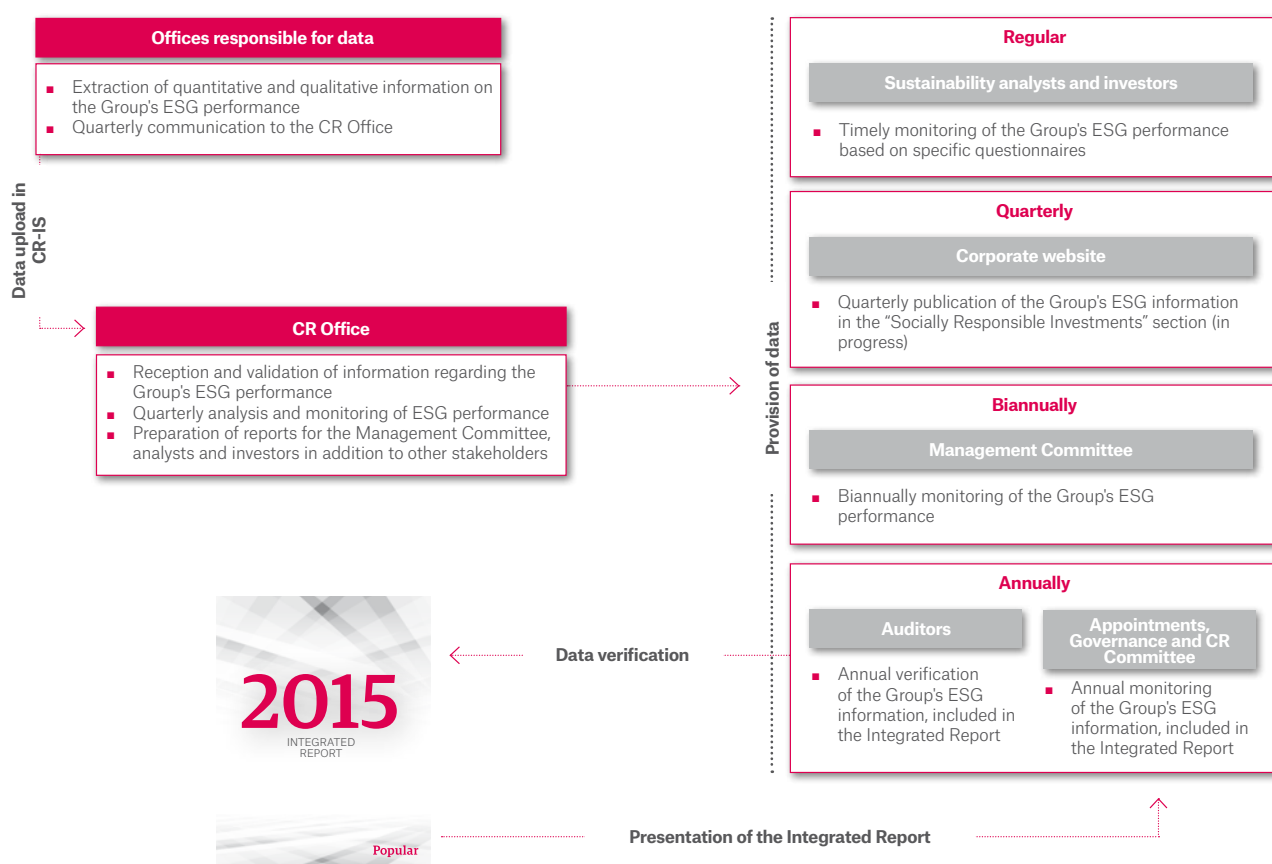 Offices responsible for data
■ Extraction of quantitative and qualitative information on
the Group's ESG performance
■ Quarterly communication to the CR Office
Data upload in
CR-IS
CR Office
■ Reception and validation of information regarding the
Group's ESG performance
■ Quarterly analysis and monitoring of ESG performance
■ Preparation of reports for the Management Committee,
analysts and investors in addition to other stakeholders
Provision of data
Regular
Sustainability analysts and investors
■ Timely monitoring of the Group's ESG performance
based on specific questionnaires
Quarterly
Corporate website
■ Quarterly publication of the Group's ESG information
in the “Socially Responsible Investments” section (in
progress)
Biannually
Management Committee
■ Biannually monitoring of the Group's ESG
performance
Annually
Auditors
■ Annual verification
of the Group's ESG
information, included in
the Integrated Report
Appointments,
Governance and CR
Committee
■ Annual monitoring
of the Group's ESG
information, included in
the Integrated Report
Data verification
2015
INTEGRATED
REPORT
Popular
Presentation of the Integrated Report